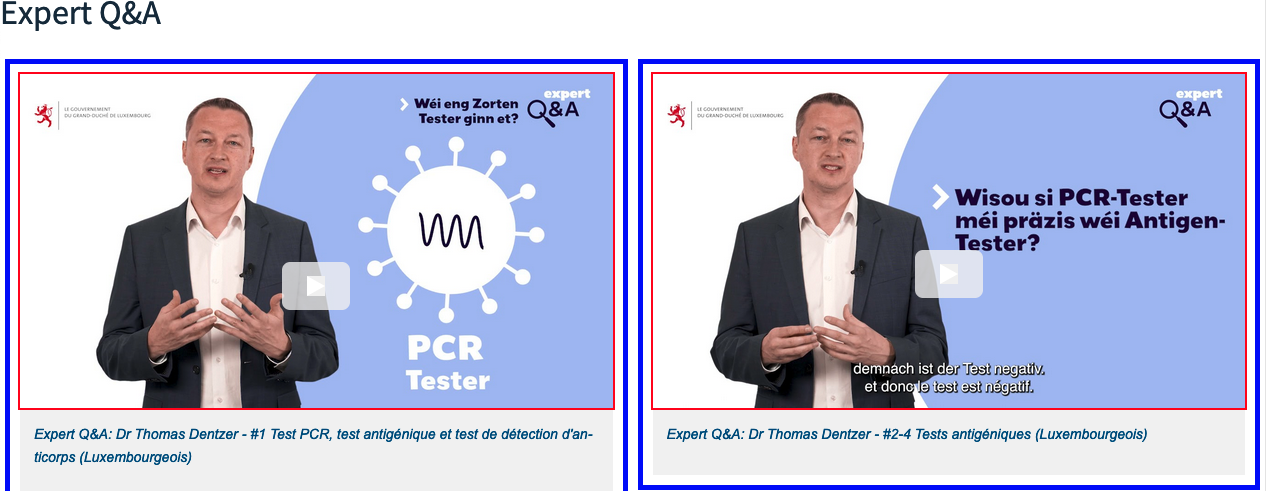 Expert Q&A
LE GOUVERNEMENT
DU GRAND-DUCHÉ DE LUXEMBOURG
Wéi eng Zorten
Tester ginn et?
expert
Q&A
PCR
Tester
Expert Q&A: Dr Thomas Dentzer - #1 Test PCR, test antigénique et test de détection d'an-
ticorps (Luxembourgeois)
LE GOUVERNEMENT
DU GRAND-DUCHÉ DE LUXEMBOURG
expert
Q&A
Wisou si PCR-Tester
méi präzis wéi Antigen-
Tester?
demnach ist der Test negativ.
et donc le test est négatif.
Expert Q&A: Dr Thomas Dentzer - #2-4 Tests antigéniques (Luxembourgeois)